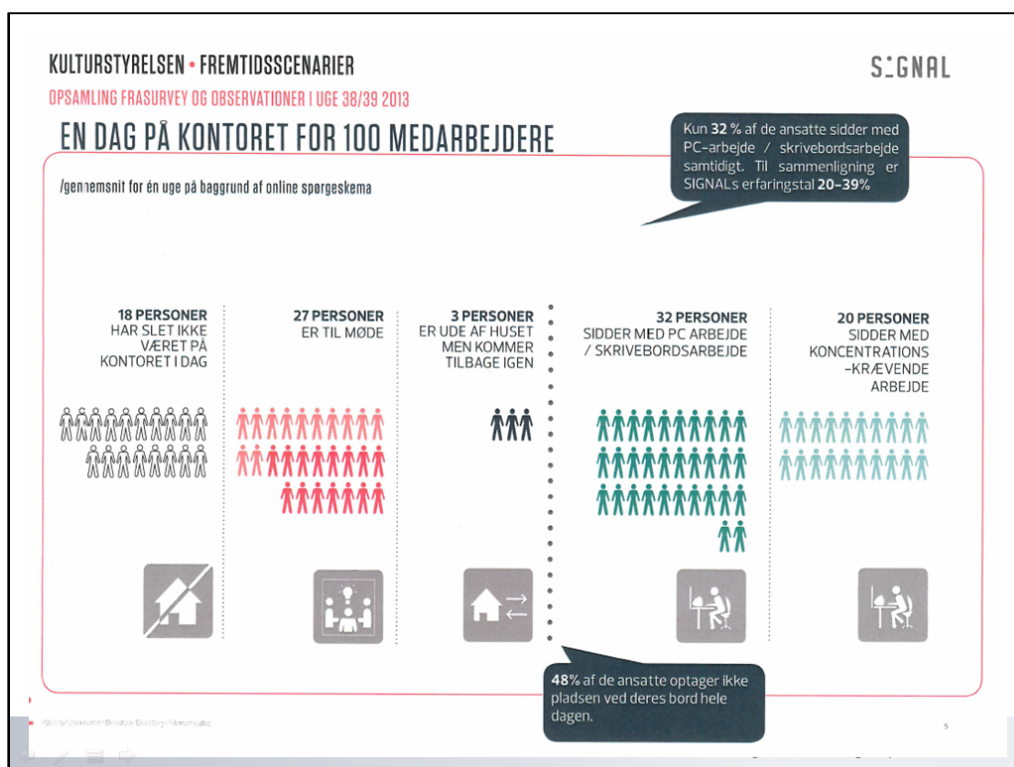 KULTURSTYRELSEN • FREMTIDSSCENARIER
S:GNAL
OPSAMLING FRASURVEY OG OBSERVATIONER I UGE 38/39 2013
EN DAG PÅ KONTORET FOR 100 MEDARBEJDERE
Kun 32 % af de ansatte sidder med
PC-arbejde / skrivebordsarbejde
samtidigt. Til sammenligning er
SIGNALs erfaringstal 20-39%
/gennemsnit for én uge på baggrund af online spørgeskema
18 PERSONER
HAR SLET IKKE
VÆRET PÅ
KONTORET I DAG
27 PERSONER
ER TIL MØDE
3 PERSONER
ER UDE AF HUSET
MEN KOMMER
TILBAGE IGEN
32 PERSONER
SIDDER MED PC ARBEJDE
/ SKRIVEBORDSARBEJDE
20 PERSONER
SIDDER MED
KONCENTRATIONS
-KRÆVENDE
ARBEJDE
48% af de ansatte optager ikke
pladsen ved deres bord hele
dagen.